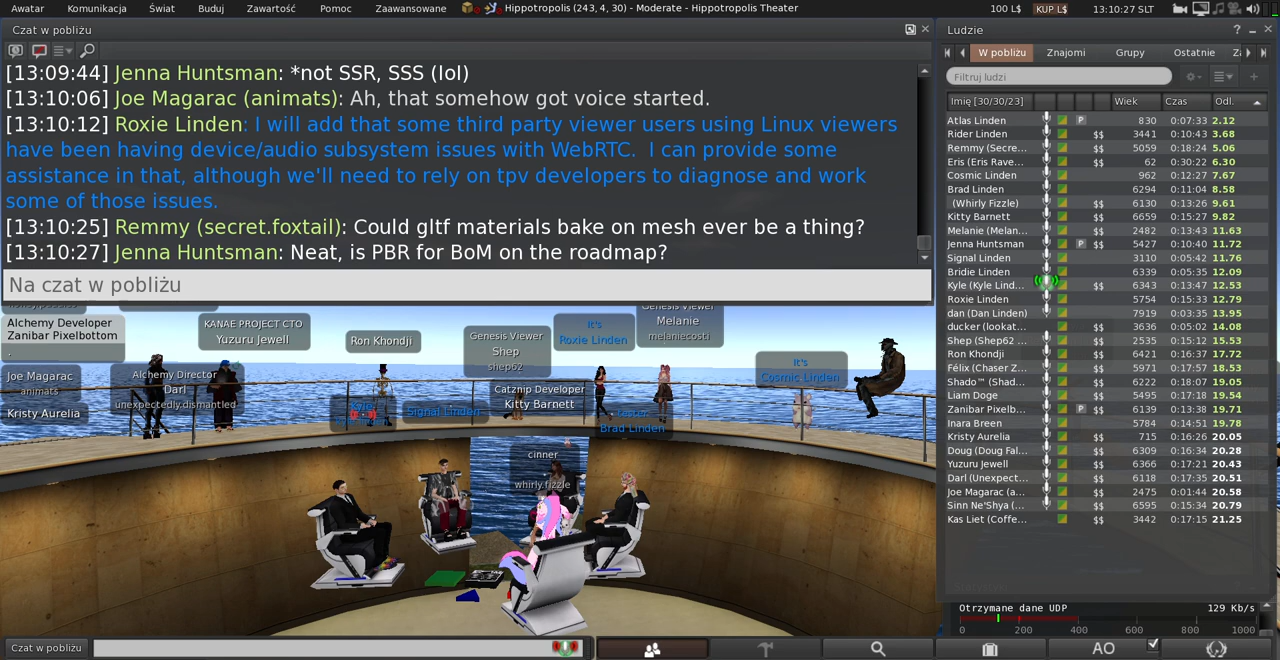 Awatar Komunikacja Świat Buduj Zawartość Pomoc Zaawansowane Hippotropolis (243, 4, 30) - Moderate - Hippotropolis Theater 100 L$ KUP L$ 13:10:27 SLT
Czat w pobliżu
[13:09:44] Jenna Huntsman: *not SSR, SSS (lol)
[13:10:06] Joe Magarac (animats): Ah, that somehow got voice started.
[13:10:12] Roxie Linden: I will add that some third party viewer users using Linux viewers
have been having device/audio subsystem issues with WebRTC. I can provide some
assistance in that, although we'll need to rely on tpv developers to diagnose and work
some of those issues.
[13:10:25] Remmy (secret.foxtail): Could gltf materials bake on mesh ever be a thing?
[13:10:27] Jenna Huntsman: Neat, is PBR for BoM on the roadmap?
Na czat w pobliżu
Alchemy Developer
Zanibar Pixelbottom
.
KANAE PROJECT CTO
Yuzuru Jewell
Ron Khondji
Genesis Viewer
Shep
shep62
It's
Roxie Linden
Genesis Viewer
Melanie
melaniecosti
It's
Cosmic Linden
Joe Magarac
animats
Kristy Aurelia
Alchemy Director
Darl
unexpectedly.dismantled
Kyle
Signal Linden
Catznip Developer
Kitty Barnett
Brad Linden
cinner
whirly.fizzle
Ludzie
W pobliżu Znajomi Grupy Ostatnie
Filtruj ludzi
Imię [30/30/23] Wiek Czas Odl.
Atlas Linden P 830 0:07:33 2.12
Rider Linden $$ 3441 0:10:43 3.68
Remmy (Secre... $$ 5059 0:18:24 5.06
Eris (Eris Rave... $$ 62 0:30:22 6.30
Cosmic Linden 962 0:12:27 7.67
Brad Linden 6294 0:11:04 8.58
(Whirly Fizzle) $$ 6130 0:13:26 9.61
Kitty Barnett $$ 6659 0:15:27 9.82
Melanie (Melan... $$ 2482 0:13:43 11.63
Jenna Huntsman P $$ 5427 0:10:40 11.72
Signal Linden 3110 0:05:42 11.76
Bridie Linden 6339 0:05:35 12.09
Kyle (Kyle Lind... $$ 6343 0:13:47 12.53
Roxie Linden 5754 0:15:33 12.79
dan (Dan Linden) 7919 0:03:35 13.95
ducker (lookat... $$ 3636 0:05:02 14.08
Shep (Shep62 ... $$ 2535 0:15:12 15.53
Ron Khondji $$ 6421 0:16:37 17.72
Félix (Chaser Z... $$ 5971 0:17:57 18.53
Shado™ (Shad... $$ 6222 0:18:07 19.05
Liam Doge $$ 5495 0:17:18 19.54
Zanibar Pixelb... P $$ 6139 0:13:38 19.71
Inara Breen $$ 5784 0:14:51 19.78
Kristy Aurelia $$ 715 0:16:26 20.05
Doug (Doug Fal... $$ 6309 0:16:34 20.28
Yuzuru Jewell $$ 6366 0:17:21 20.43
Darl (Unexpect... $$ 6118 0:17:35 20.51
Joe Magarac (a... $$ 2475 0:01:44 20.58
Sinn Ne'Shya (... $$ 6595 0:15:34 20.79
Kas Liet (Coffe... $$ 3442 0:17:15 21.25
Otrzymane dane UDP 129 Kb/s
0 200 400 600 800 1000
Czat w pobliżu AO